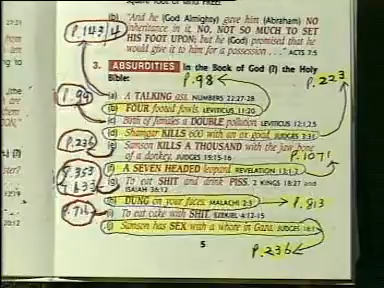 (b) "And he (God Almighty) gave him (Abraham) NO
inheritance in it, NO, NOT SO MUCH TO SET
HIS FOOT UPON; but he (God) promised that he
would give it to him for a possession..." ACTS 7:5
P.143/4
3. ABSURDITIES In the Book of God (?) the Holy
Bible:
P.98
P.223
P.99
(a) A TALKING ass. NUMBERS 22:27-28
(b) FOUR footed fowls. LEVITICUS 11:20
(c) Birth of females a DOUBLE pollution. LEVITICUS 12:1,2,5
(d) Shamgar KILLS 600 with an ox goad. JUDGES 3:31
P.236
(e) Samson KILLS A THOUSAND with the jaw bone
of a donkey. JUDGES 15:15-16
P.1071
(f) A SEVEN HEADED leopard. REVELATION 13:1-2
P.353
633
(g) To eat SHIT and drink PISS. 2 KINGS 18:27 and
ISAIAH 36:12
(h) DUNG on your faces. MALACHI 2:3
P.813
P.716
(i) To eat cake with SHIT. EZEKIEL 4:12-15
(j) Samson has SEX with a whore in Gaza. JUDGES 16:1
5
P.236